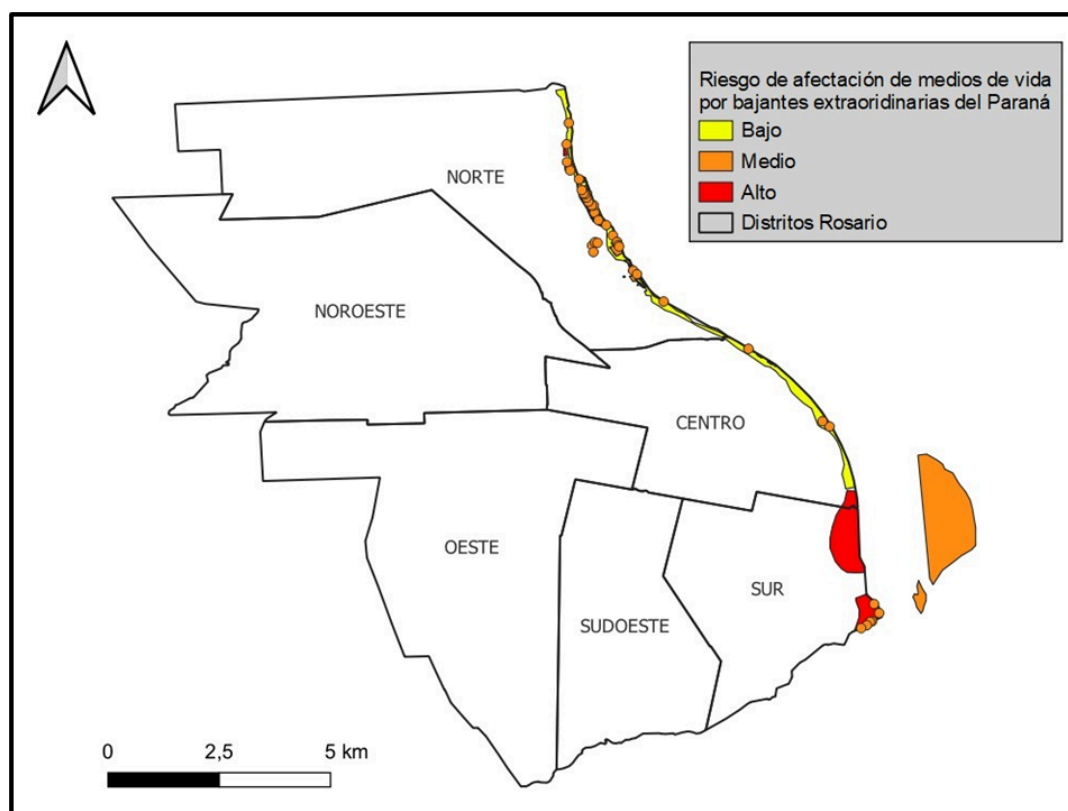 Riesgo de afectación de medios de vida
por bajantes extraoridinarias del Paraná
Bajo
Medio
Alto
Distritos Rosario
NORTE
NOROESTE
CENTRO
OESTE
SUR
SUDOESTE
0 2,5 5 km